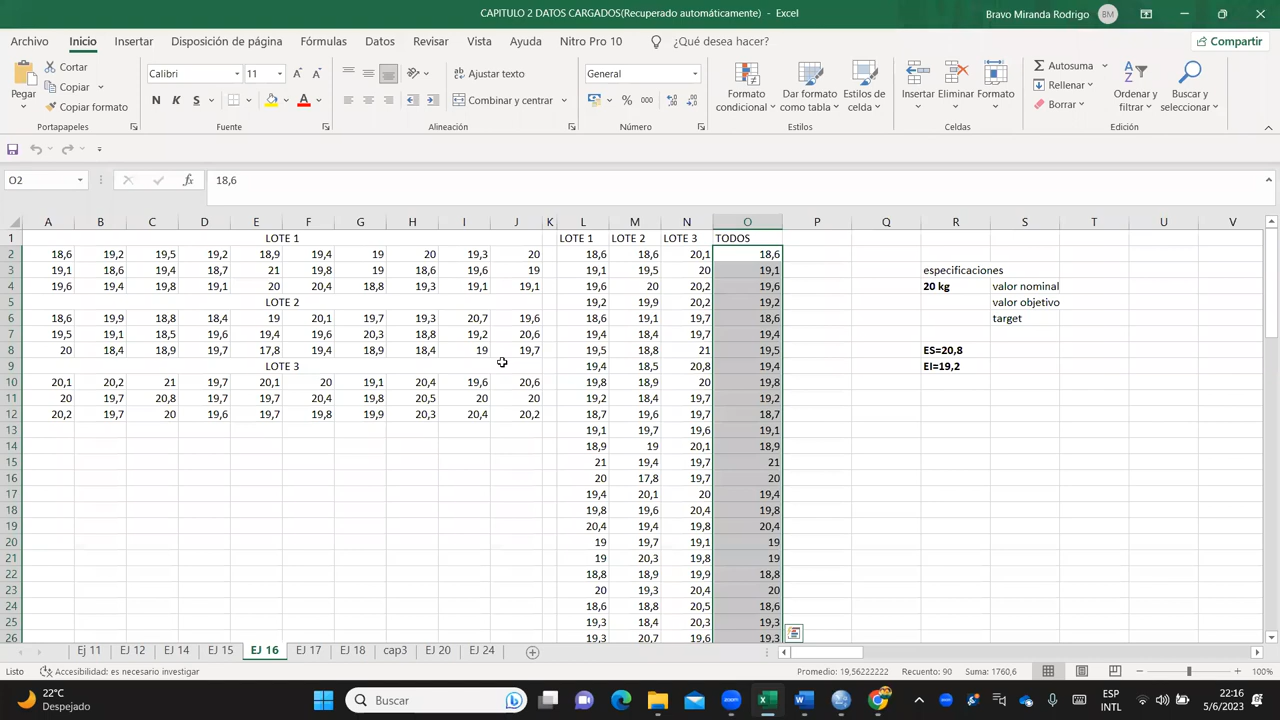 CAPITULO 2 DATOS CARGADOS(Recuperado automáticamente) - Excel
Bravo Miranda Rodrigo BM
Archivo Inicio Insertar Disposición de página Fórmulas Datos Revisar Vista Ayuda Nitro Pro 10 ¿Qué desea hacer? Compartir
Pegar
Cortar
Copiar
Copiar formato
Portapapeles
Calibri 11
N K S
Fuente
Ajustar texto
Combinar y centrar
Alineación
General
% 000
Número
Formato condicional
Dar formato como tabla
Estilos de celda
Estilos
Insertar Eliminar Formato
Celdas
Autosuma
Rellenar
Borrar
Ordenar y filtrar
Buscar y seleccionar
Edición
O2 fx 18,6
A B C D E F G H I J K L M N O P Q R S T U V
1 LOTE 1 LOTE 1 LOTE 2 LOTE 3 TODOS
2 18,6 19,2 19,5 19,2 18,9 19,4 19 20 19,3 20 18,6 18,6 20,1 18,6
3 19,1 18,6 19,4 18,7 21 19,8 19 18,6 19,6 19 19,1 19,5 20 19,1 especificaciones
4 19,6 19,4 19,8 19,1 20 20,4 18,8 19,3 19,1 19,1 19,6 20 20,2 19,6 20 kg valor nominal
5 LOTE 2 19,2 19,9 20,2 19,2 valor objetivo
6 18,6 19,9 18,8 18,4 19 20,1 19,7 19,3 20,7 19,6 18,6 19,1 19,7 18,6 target
7 19,5 19,1 18,5 19,6 19,4 19,6 20,3 18,8 19,2 20,6 19,4 18,4 19,7 19,4
8 20 18,4 18,9 19,7 17,8 19,4 18,9 18,4 19 19,7 19,5 18,8 21 19,5 ES=20,8
9 LOTE 3 19,4 18,5 20,8 19,4 EI=19,2
10 20,1 20,2 21 19,7 20,1 20 19,1 20,4 19,6 20,6 19,8 18,9 20 19,8
11 20 19,7 20,8 19,7 19,7 20,4 19,8 20,5 20 20 19,2 18,4 19,7 19,2
12 20,2 19,7 20 19,6 19,7 19,8 19,9 20,3 20,4 20,2 18,7 19,6 19,7 18,7
13 19,1 19,7 19,6 19,1
14 18,9 19 20,1 18,9
15 21 19,4 19,7 21
16 20 17,8 19,7 20
17 19,4 20,1 20 19,4
18 19,8 19,6 20,4 19,8
19 20,4 19,4 19,8 20,4
20 19 19,7 19,1 19
21 19 20,3 19,8 19
22 18,8 18,9 19,9 18,8
23 20 19,3 20,4 20
24 18,6 18,8 20,5 18,6
25 19,3 18,4 20,3 19,3
26 19,3 20,7 19,6 19,3
Ej 11 EJ 12 EJ 14 EJ 15 EJ 16 EJ 17 EJ 18 cap3 EJ 20 EJ 24
Listo Accesibilidad: es necesario investigar Promedio: 19,56222222 Recuento: 90 Suma: 1760,6 100%
22°C
Despejado
Buscar
zoom
zoom
ESP
INTL
22:16
5/6/2023